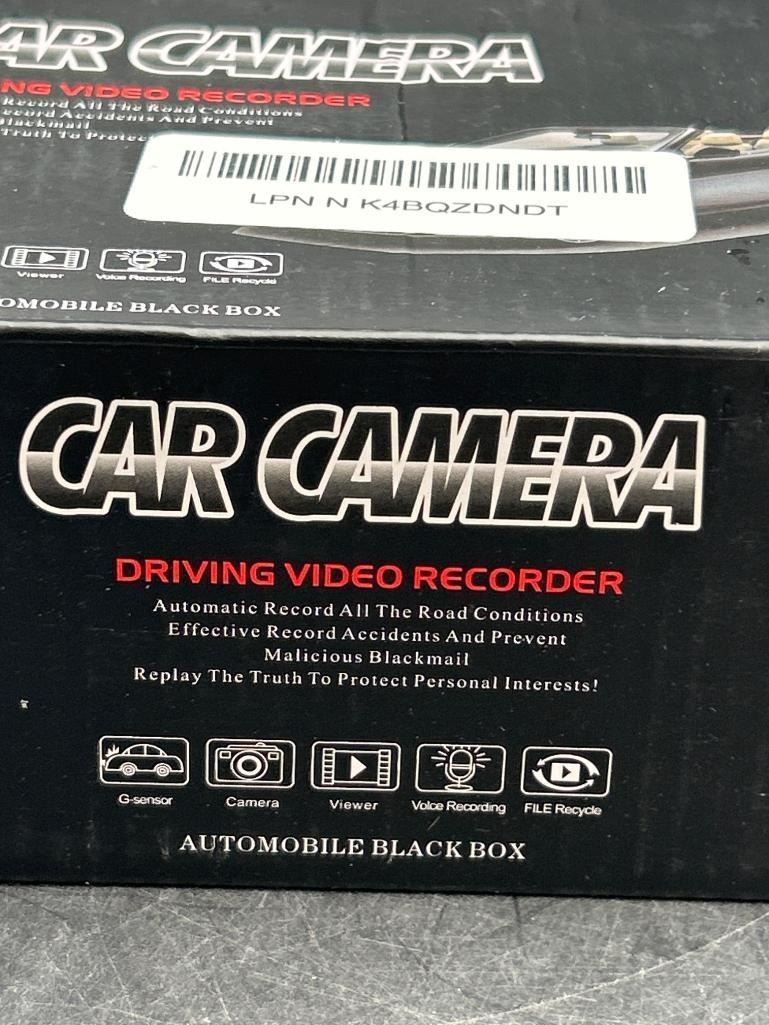 AR CAMERA
NG VIDEO RECORDER
Record All The Road Conditions
ecord Accidents And Prevent
lackmail
Truth To Protec
LPN N K4BQZDNDT
Viewer Voice Recording FILE Recycle
OMOBILE BLACK BOX
CAR CAMERA
DRIVING VIDEO RECORDER
Automatic Record All The Road Conditions
Effective Record Accidents And Prevent
Malicious Blackmail
Replay The Truth To Protect Personal Interests!
G-sensor Camera Viewer Voice Recording FILE Recycle
AUTOMOBILE BLACK BOX